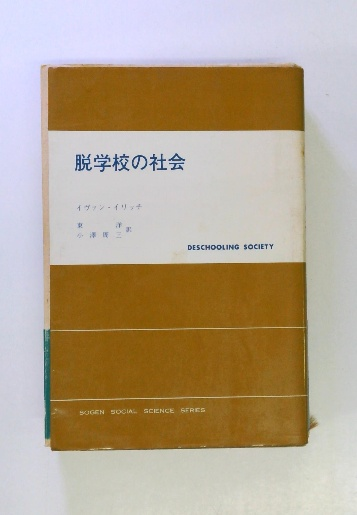 脱学校の社会
イヴァン・イリッチ
東 洋
小澤周三 訳
DESCHOOLING SOCIETY
SOGEN SOCIAL SCIENCE SERIES